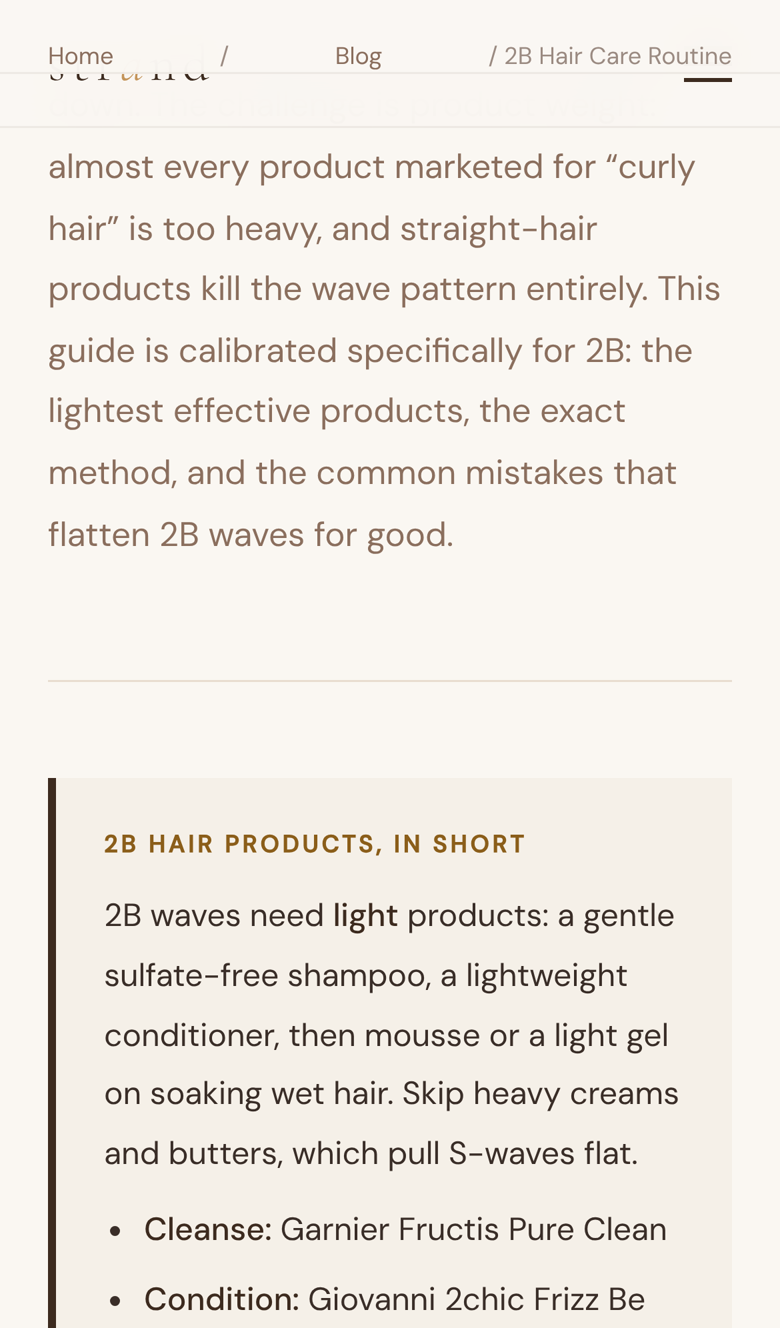 Home / Blog / 2B Hair Care Routine
strand
almost every product marketed for “curly
hair” is too heavy, and straight-hair
products kill the wave pattern entirely. This
guide is calibrated specifically for 2B: the
lightest effective products, the exact
method, and the common mistakes that
flatten 2B waves for good.
2B HAIR PRODUCTS, IN SHORT
2B waves need light products: a gentle
sulfate-free shampoo, a lightweight
conditioner, then mousse or a light gel
on soaking wet hair. Skip heavy creams
and butters, which pull S-waves flat.
• Cleanse: Garnier Fructis Pure Clean
• Condition: Giovanni 2chic Frizz Be